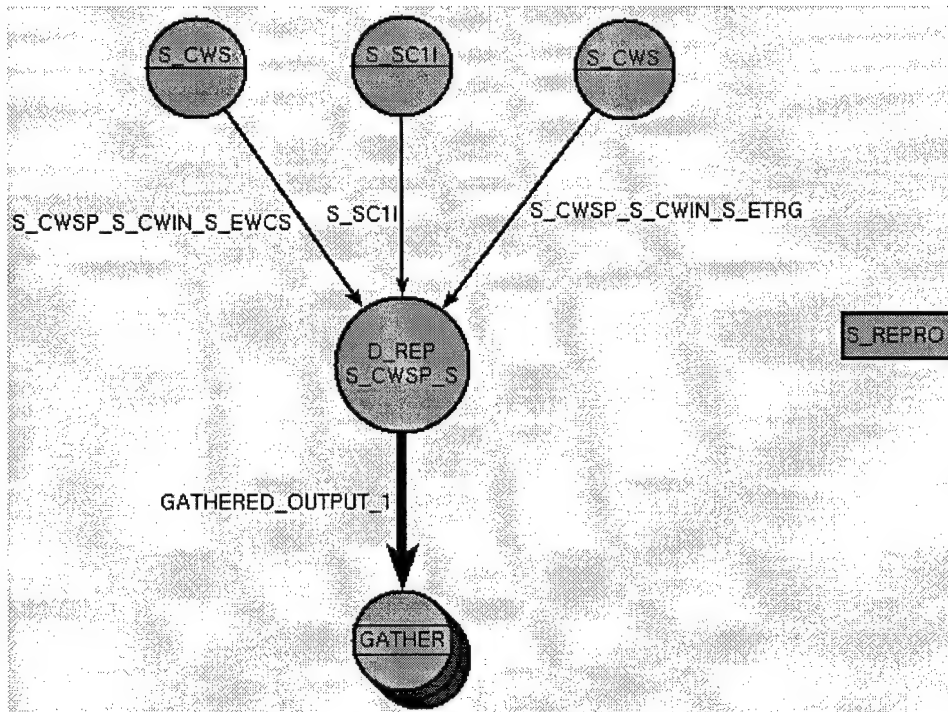 S_CWS
S_SC1I
S_CWS
S_CWSP_S_CWIN_S_EWCS
S_SC1I
S_CWSP_S_CWIN_S_ETRG
D_REP
S_CWSP_S
S_REPRO
GATHERED_OUTPUT_1
GATHER